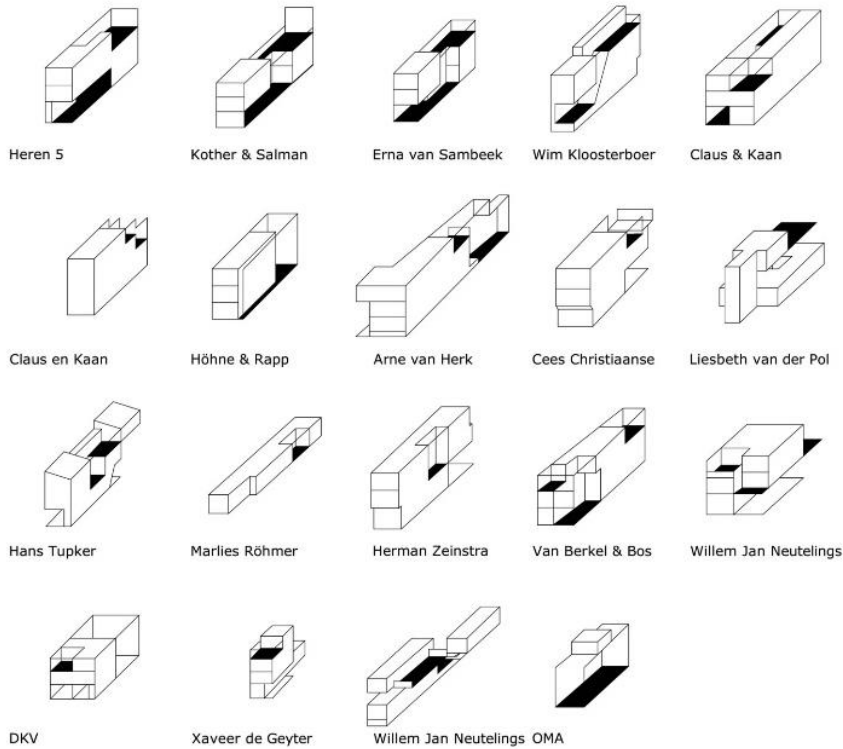 Heren 5
Kother & Salman
Erna van Sambeek
Wim Kloosterboer
Claus & Kaan
Claus en Kaan
Höhne & Rapp
Arne van Herk
Cees Christiaanse
Liesbeth van der Pol
Hans Tupker
Marlies Röhmer
Herman Zeinstra
Van Berkel & Bos
Willem Jan Neutelings
DKV
Xaveer de Geyter
Willem Jan Neutelings
OMA